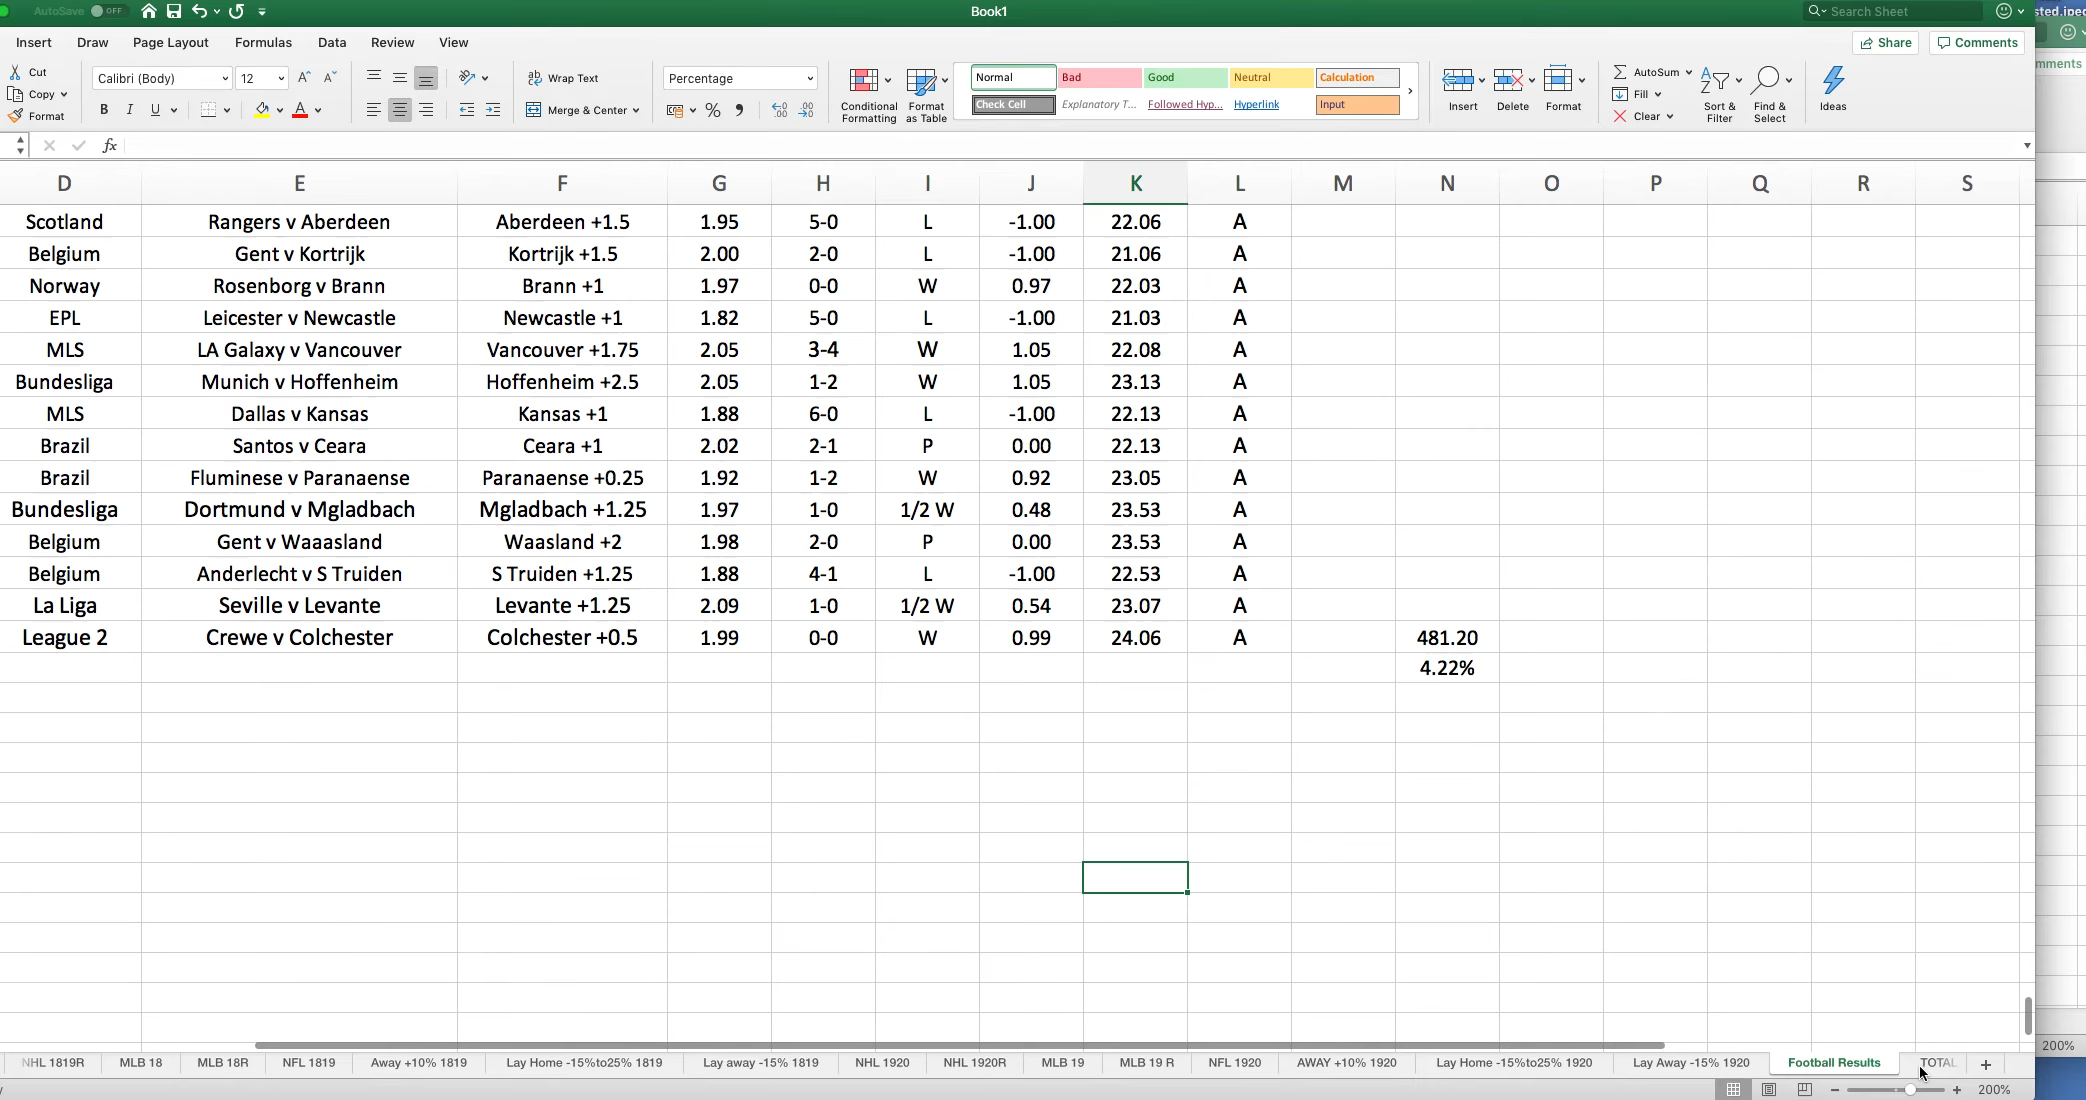 AutoSave OFF Book1 Search Sheet sted.jpeg
Insert Draw Page Layout Formulas Data Review View Share Comments
mments
Cut Calibri (Body) 12 Wrap Text Percentage Normal Bad Good Neutral Calculation AutoSum
Copy Fill
Format Merge & Center Conditional Formatting Format as Table Check Cell Explanatory T... Followed Hyp... Hyperlink Input Insert Delete Format Clear Sort & Filter Find & Select Ideas
fx
D E F G H I J K L M N O P Q R S
Scotland Rangers v Aberdeen Aberdeen +1.5 1.95 5-0 L -1.00 22.06 A
Belgium Gent v Kortrijk Kortrijk +1.5 2.00 2-0 L -1.00 21.06 A
Norway Rosenborg v Brann Brann +1 1.97 0-0 W 0.97 22.03 A
EPL Leicester v Newcastle Newcastle +1 1.82 5-0 L -1.00 21.03 A
MLS LA Galaxy v Vancouver Vancouver +1.75 2.05 3-4 W 1.05 22.08 A
Bundesliga Munich v Hoffenheim Hoffenheim +2.5 2.05 1-2 W 1.05 23.13 A
MLS Dallas v Kansas Kansas +1 1.88 6-0 L -1.00 22.13 A
Brazil Santos v Ceara Ceara +1 2.02 2-1 P 0.00 22.13 A
Brazil Fluminese v Paranaense Paranaense +0.25 1.92 1-2 W 0.92 23.05 A
Bundesliga Dortmund v Mgladbach Mgladbach +1.25 1.97 1-0 1/2 W 0.48 23.53 A
Belgium Gent v Waaasland Waasland +2 1.98 2-0 P 0.00 23.53 A
Belgium Anderlecht v S Truiden S Truiden +1.25 1.88 4-1 L -1.00 22.53 A
La Liga Seville v Levante Levante +1.25 2.09 1-0 1/2 W 0.54 23.07 A
League 2 Crewe v Colchester Colchester +0.5 1.99 0-0 W 0.99 24.06 A 481.20
4.22%
200%
NHL 1819R MLB 18 MLB 18R NFL 1819 Away +10% 1819 Lay Home -15%to25% 1819 Lay away -15% 1819 NHL 1920 NHL 1920R MLB 19 MLB 19 R NFL 1920 AWAY +10% 1920 Lay Home -15%to25% 1920 Lay Away -15% 1920 Football Results TOTAL
200%